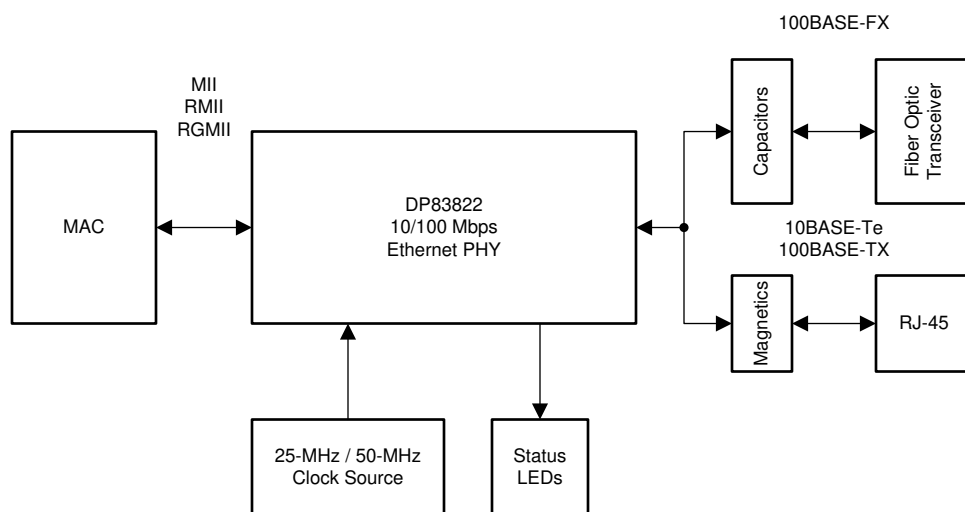 100BASE-FX
MII
RMII
RGMII
Capacitors
Fiber Optic
Transceiver
MAC
DP83822
10/100 Mbps
Ethernet PHY
10BASE-Te
100BASE-TX
Magnetics
RJ-45
25-MHz / 50-MHz
Clock Source
Status
LEDs